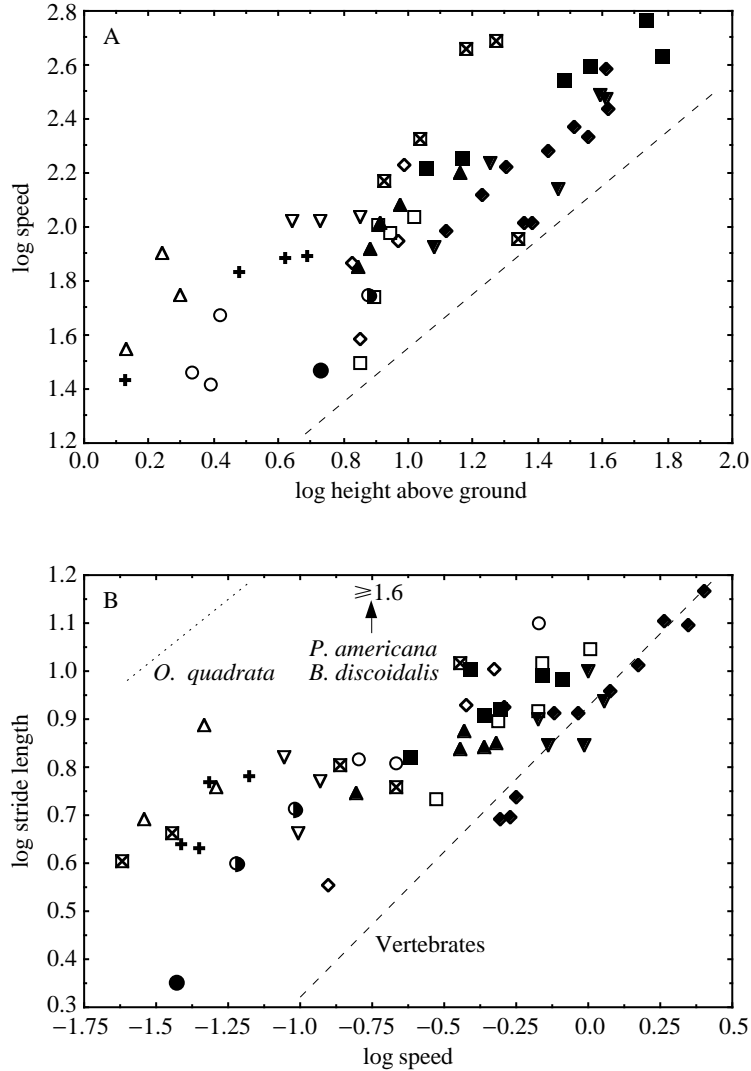 A
2.8
2.6
2.4
2.2
2.0
1.8
1.6
1.4
1.2
log speed
0.0 0.2 0.4 0.6 0.8 1.0 1.2 1.4 1.6 1.8 2.0
log height above ground
B
1.2
1.1
1.0
0.9
0.8
0.7
0.6
0.5
0.4
0.3
log stride length
⩾1.6
P. americana
O. quadrata
B. discoidalis
Vertebrates
−1.75 −1.5 −1.25 −1.0 −0.75 −0.5 −0.25 0.0 0.25 0.5
log speed